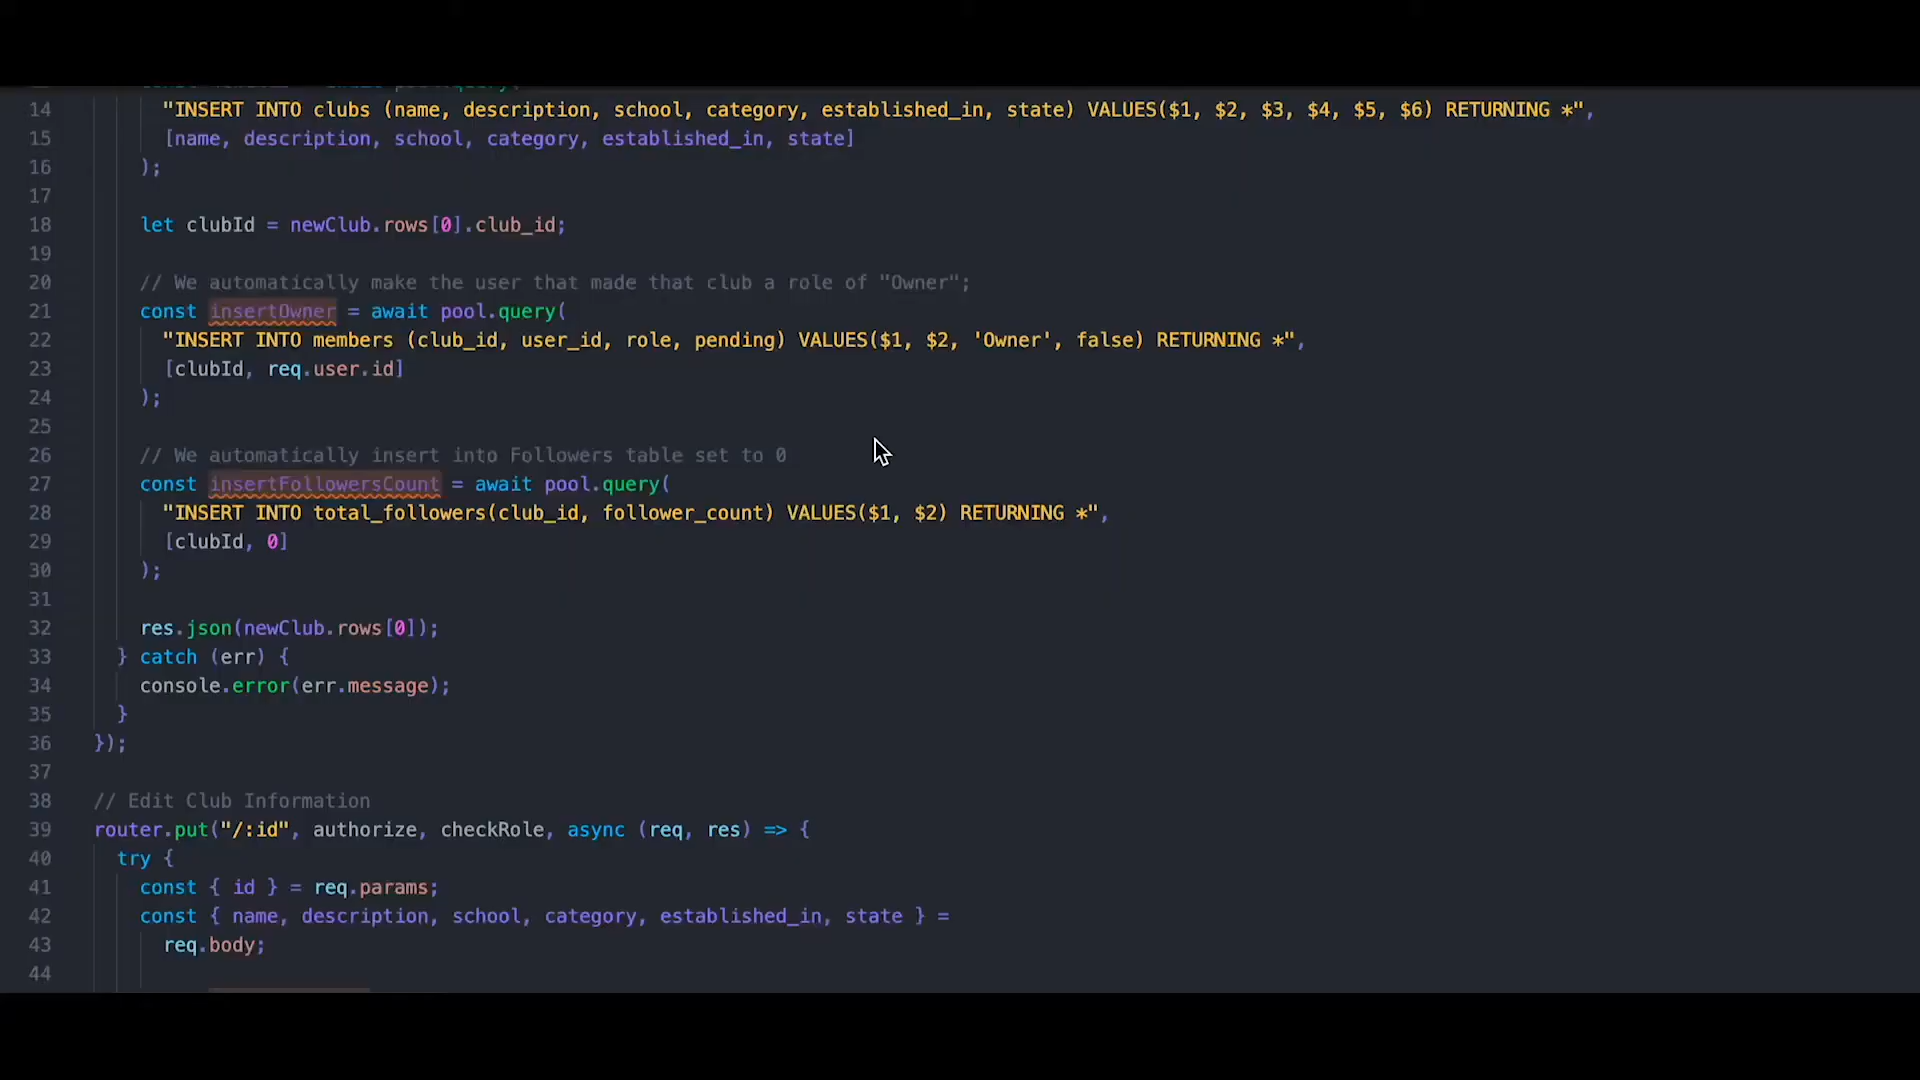 14 "INSERT INTO clubs (name, description, school, category, established_in, state) VALUES($1, $2, $3, $4, $5, $6) RETURNING *",
15 [name, description, school, category, established_in, state]
16 );
17
18 let clubId = newClub.rows[0].club_id;
19
20 // We automatically make the user that made that club a role of "Owner";
21 const insertOwner = await pool.query(
22 "INSERT INTO members (club_id, user_id, role, pending) VALUES($1, $2, 'Owner', false) RETURNING *",
23 [clubId, req.user.id]
24 );
25
26 // We automatically insert into Followers table set to 0
27 const insertFollowersCount = await pool.query(
28 "INSERT INTO total_followers(club_id, follower_count) VALUES($1, $2) RETURNING *",
29 [clubId, 0]
30 );
31
32 res.json(newClub.rows[0]);
33 } catch (err) {
34 console.error(err.message);
35 }
36 });
37
38 // Edit Club Information
39 router.put("/:id", authorize, checkRole, async (req, res) => {
40 try {
41 const { id } = req.params;
42 const { name, description, school, category, established_in, state } =
43 req.body;
44